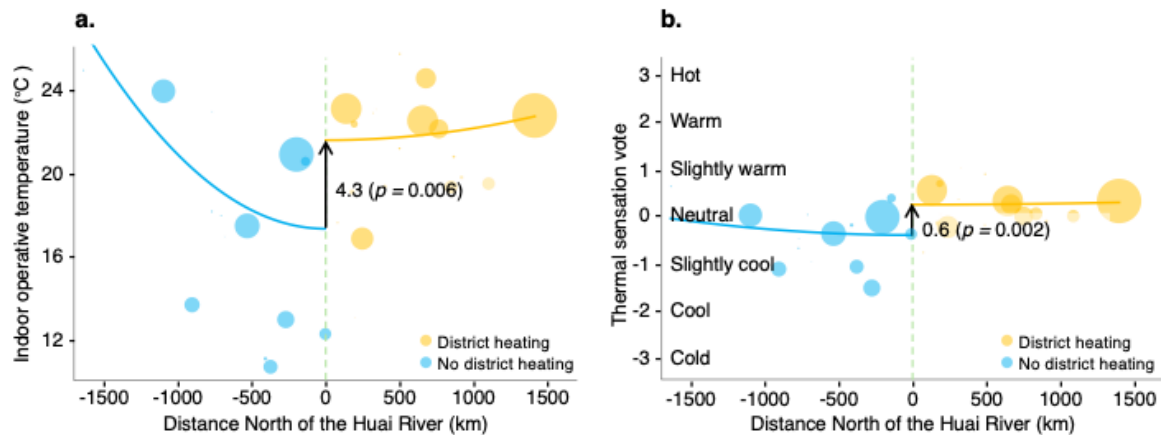 a.
Indoor operative temperature (°C)
24
20
16
12
4.3 (p = 0.006)
District heating
No district heating
-1500 -1000 -500 0 500 1000 1500
Distance North of the Huai River (km)
b.
Thermal sensation vote
3 Hot
2 Warm
1 Slightly warm
0 Neutral
-1 Slightly cool
-2 Cool
-3 Cold
0.6 (p = 0.002)
District heating
No district heating
-1500 -1000 -500 0 500 1000 1500
Distance North of the Huai River (km)